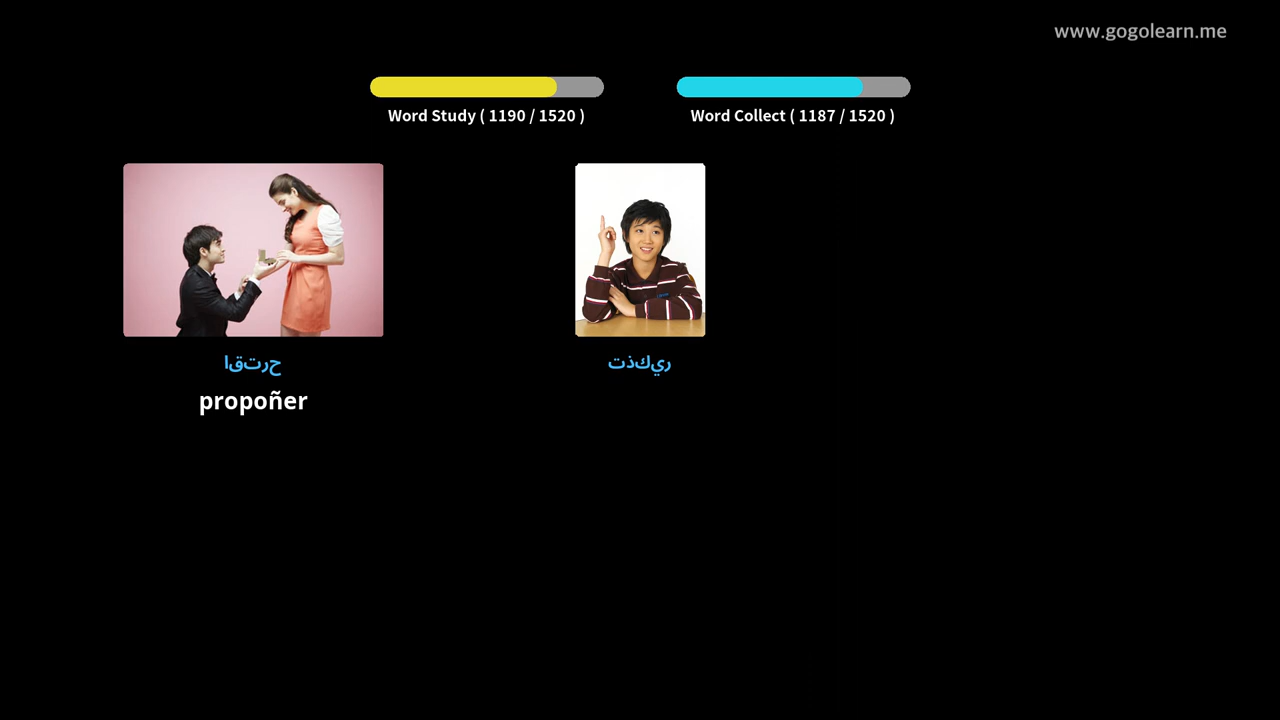 www.gogolearn.me
Word Study ( 1190 / 1520 )
Word Collect ( 1187 / 1520 )
اقترح
تذكير
propoñer